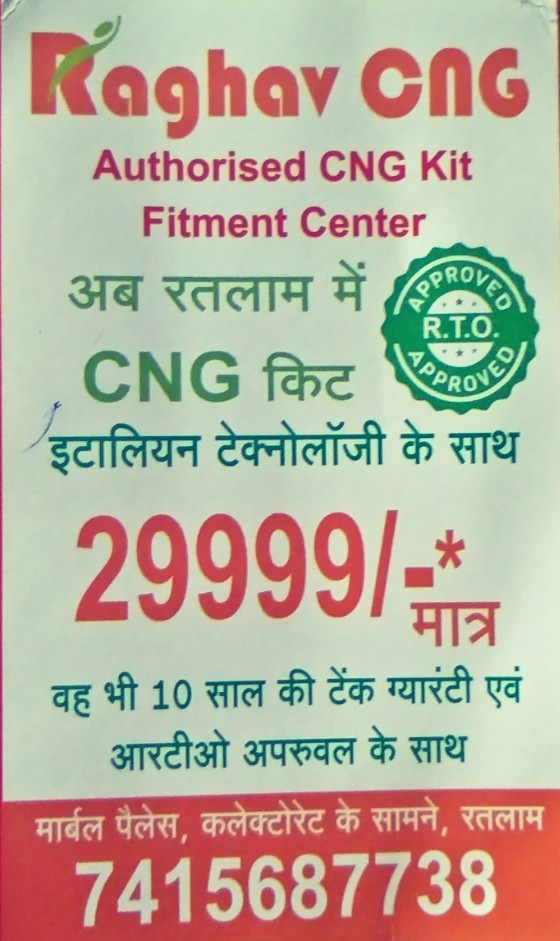 Raghav CNG
Authorised CNG Kit
Fitment Center
अब रतलाम में
CNG किट
APPROVED
R.T.O.
APPROVED
इटालियन टेक्नोलॉजी के साथ
29999/-*
मात्र
वह भी 10 साल की टेंक ग्यारंटी एवं
आरटीओ अपरुवल के साथ
मार्बल पैलेस, कलेक्टोरेट के सामने, रतलाम
7415687738